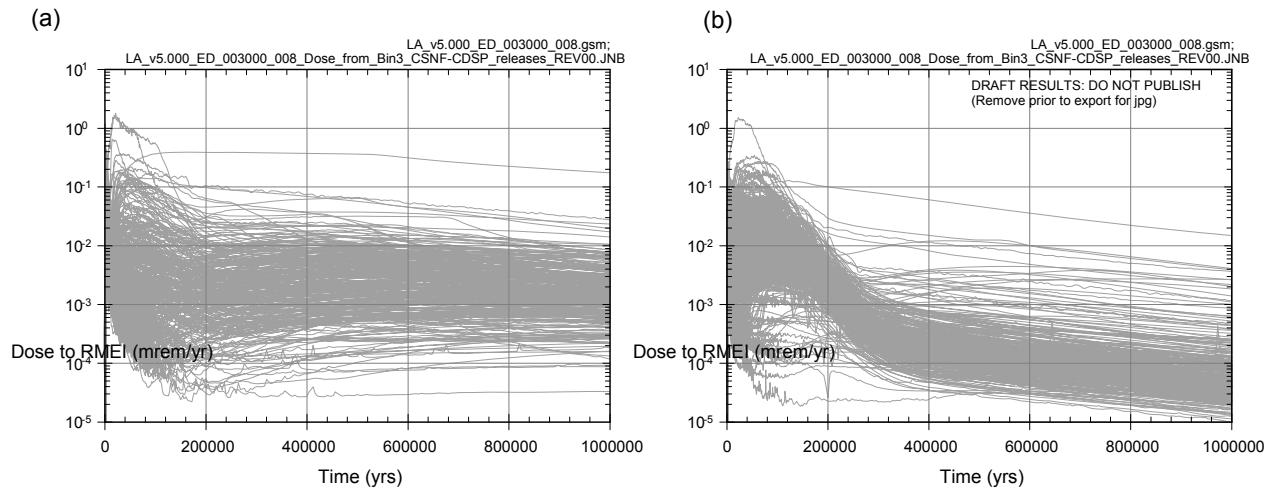 (a)
LA_v5.000_ED_003000_008.gsm;
LA_v5.000_ED_003000_008_Dose_from_Bin3_CSNF-CDSP_releases_REV00.JNB
10^1
10^0
10^-1
10^-2
10^-3
10^-4
10^-5
Dose to RMEI (mrem/yr)
0 200000 400000 600000 800000 1000000
Time (yrs)
(b)
LA_v5.000_ED_003000_008.gsm;
LA_v5.000_ED_003000_008_Dose_from_Bin3_CSNF-CDSP_releases_REV00.JNB
DRAFT RESULTS: DO NOT PUBLISH
(Remove prior to export for jpg)
10^1
10^0
10^-1
10^-2
10^-3
10^-4
10^-5
Dose to RMEI (mrem/yr)
0 200000 400000 600000 800000 1000000
Time (yrs)